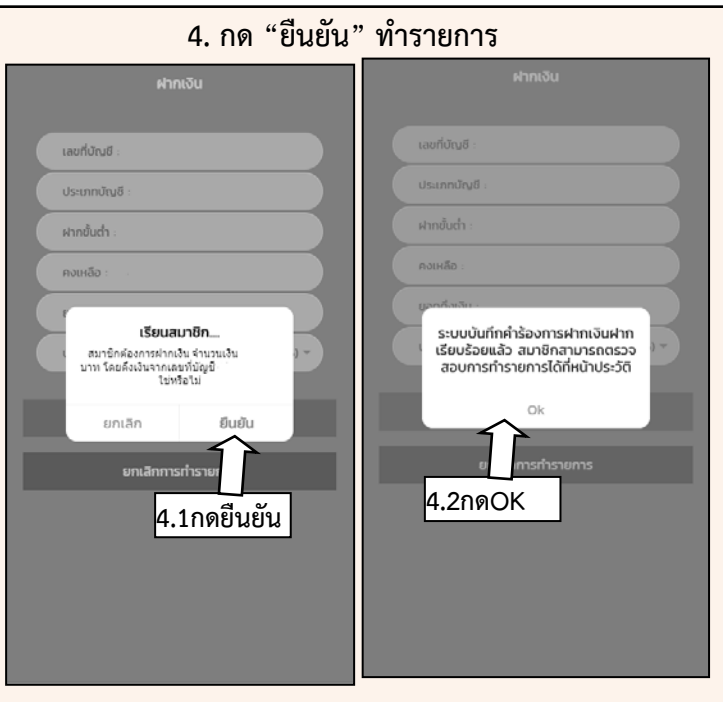 4. กด “ยืนยัน” ทำรายการ
ฝากเงิน
เลขที่บัญชี :
ประเภทบัญชี :
ฝากขั้นต่ำ :
คงเหลือ :
เรียนสมาชิก...
สมาชิกต้องการฝากเงิน จำนวนเงิน
บาท โดยดึงเงินจากเลขที่บัญชี
ใช่หรือไม่
ยกเลิก
ยืนยัน
ยกเลิกการทำราย
4.1กดยืนยัน
ฝากเงิน
เลขที่บัญชี :
ประเภทบัญชี :
ฝากขั้นต่ำ :
คงเหลือ :
ระบบบันทึกคำร้องการฝากเงินฝาก
เรียบร้อยแล้ว สมาชิกสามารถตรวจ
สอบการทำรายการได้ที่หน้าประวัติ
Ok
การทำรายการ
4.2กดOK